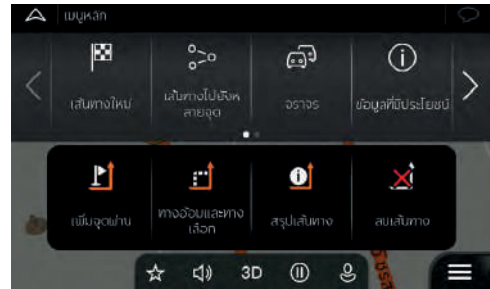 เมนูหลัก
เส้นทางใหม่
เส้นทางไปยังห
ลายจุด
จราจร
ข้อมูลที่มีประโยชน์
เพิ่มจุดผ่าน
ทางอ้อมและทาง
เลือก
สรุปเส้นทาง
ลบเส้นทาง
3D